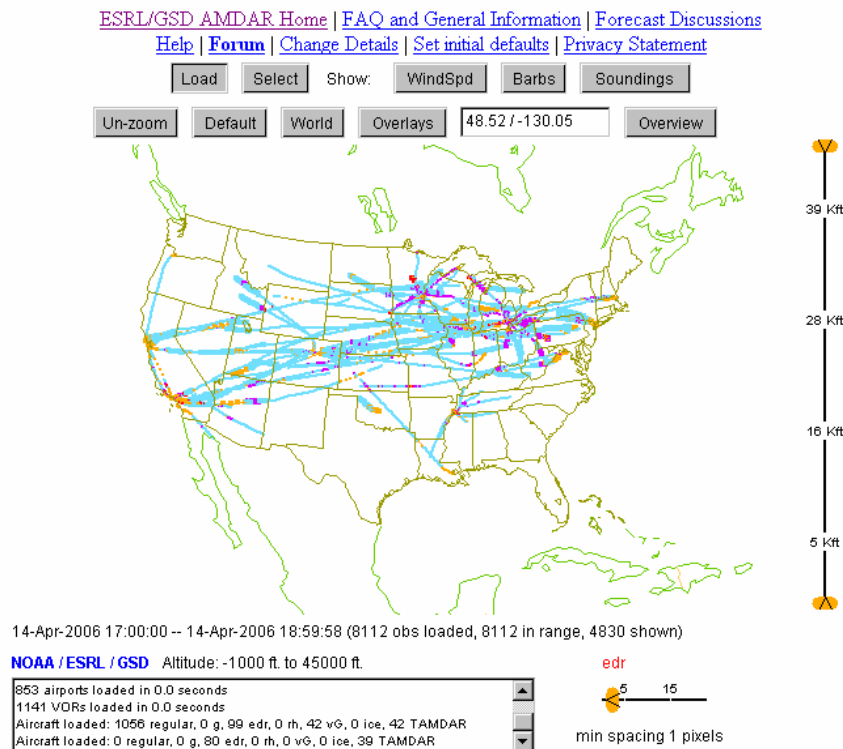 ESRL/GSD AMDAR Home | FAQ and General Information | Forecast Discussions
Help | Forum | Change Details | Set initial defaults | Privacy Statement
Load Select Show: WindSpd Barbs Soundings
Un-zoom Default World Overlays 48.52 / -130.05 Overview
39 Kft
28 Kft
16 Kft
5 Kft
14-Apr-2006 17:00:00 -- 14-Apr-2006 18:59:58 (8112 obs loaded, 8112 in range, 4830 shown)
NOAA / ESRL / GSD Altitude: -1000 ft. to 45000 ft. edr
853 airports loaded in 0.0 seconds
1141 VORs loaded in 0.0 seconds
Aircraft loaded: 1056 regular, 0 g, 99 edr, 0 rh, 42 vG, 0 ice, 42 TAMDAR
Aircraft loaded: 0 regular, 0 g, 80 edr, 0 rh, 0 vG, 0 ice, 39 TAMDAR
5 15
min spacing 1 pixels